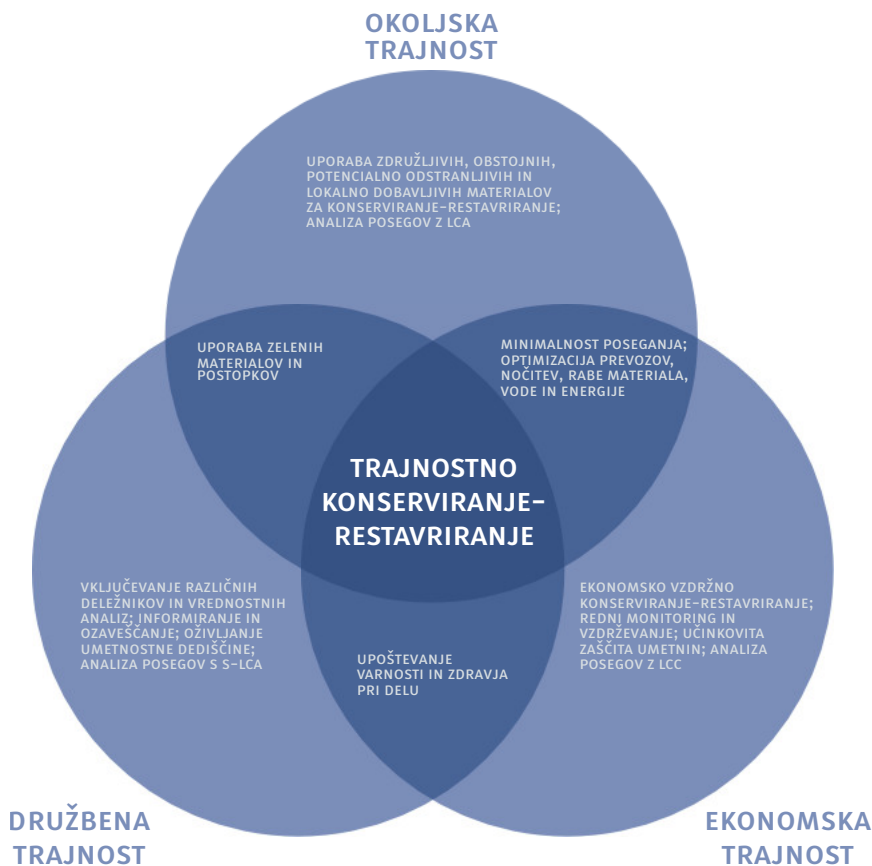 OKOLJSKA
TRAJNOST
UPORABA ZDRUŽLJIVIH, OBSTOJNIH,
POTENCIALNO ODSTRANLJIVIH IN
LOKALNO DOBAVLJIVIH MATERIALOV
ZA KONSERVIRANJE-RESTAVRIRANJE;
ANALIZA POSEGOV Z LCA
UPORABA ZELENIH
MATERIALOV IN
POSTOPKOV
MINIMALNOST POSEGANJA;
OPTIMIZACIJA PREVOZOV,
NOČITEV, RABE MATERIALA,
VODE IN ENERGIJE
TRAJNOSTNO
KONSERVIRANJE-
RESTAVRIRANJE
VKLJUČEVANJE RAZLIČNIH
DELEŽNIKOV IN VREDNOSTNIH
ANALIZ; INFORMIRANJE IN
OZAVEŠČANJE; OŽIVLJANJE
UMETNOSTNE DEDIŠČINE;
ANALIZA POSEGOV S S-LCA
UPOŠTEVANJE
VARNOSTI IN ZDRAVJA
PRI DELU
EKONOMSKO VZDRŽNO
KONSERVIRANJE-RESTAVRIRANJE;
REDNI MONITORING IN
VZDRŽEVANJE; UČINKOVITA
ZAŠČITA UMETNIN; ANALIZA
POSEGOV Z LCC
DRUŽBENA
TRAJNOST
EKONOMSKA
TRAJNOST